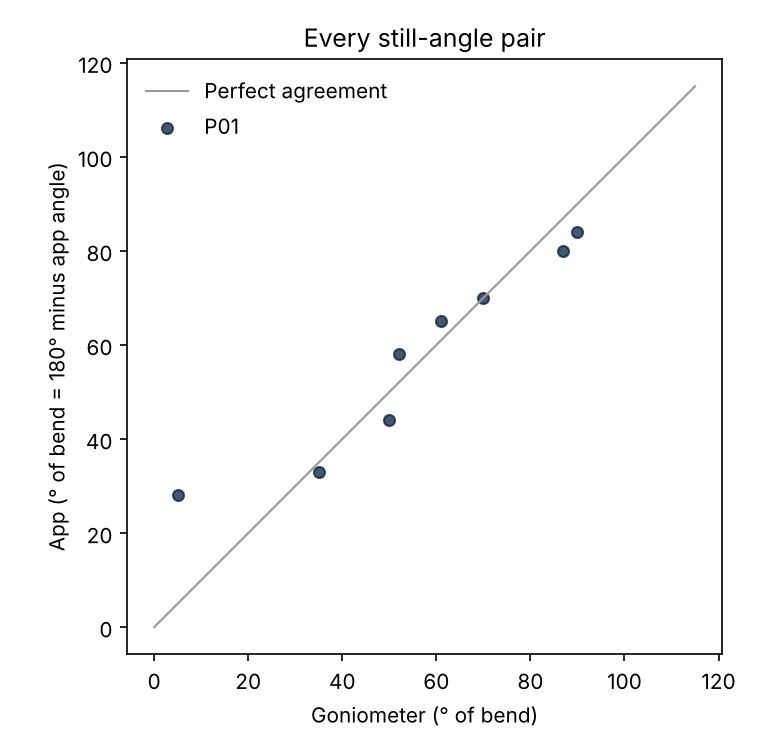 Every still-angle pair
Perfect agreement
P01
App (° of bend = 180° minus app angle)
120
100
80
60
40
20
0
0 20 40 60 80 100 120
Goniometer (° of bend)